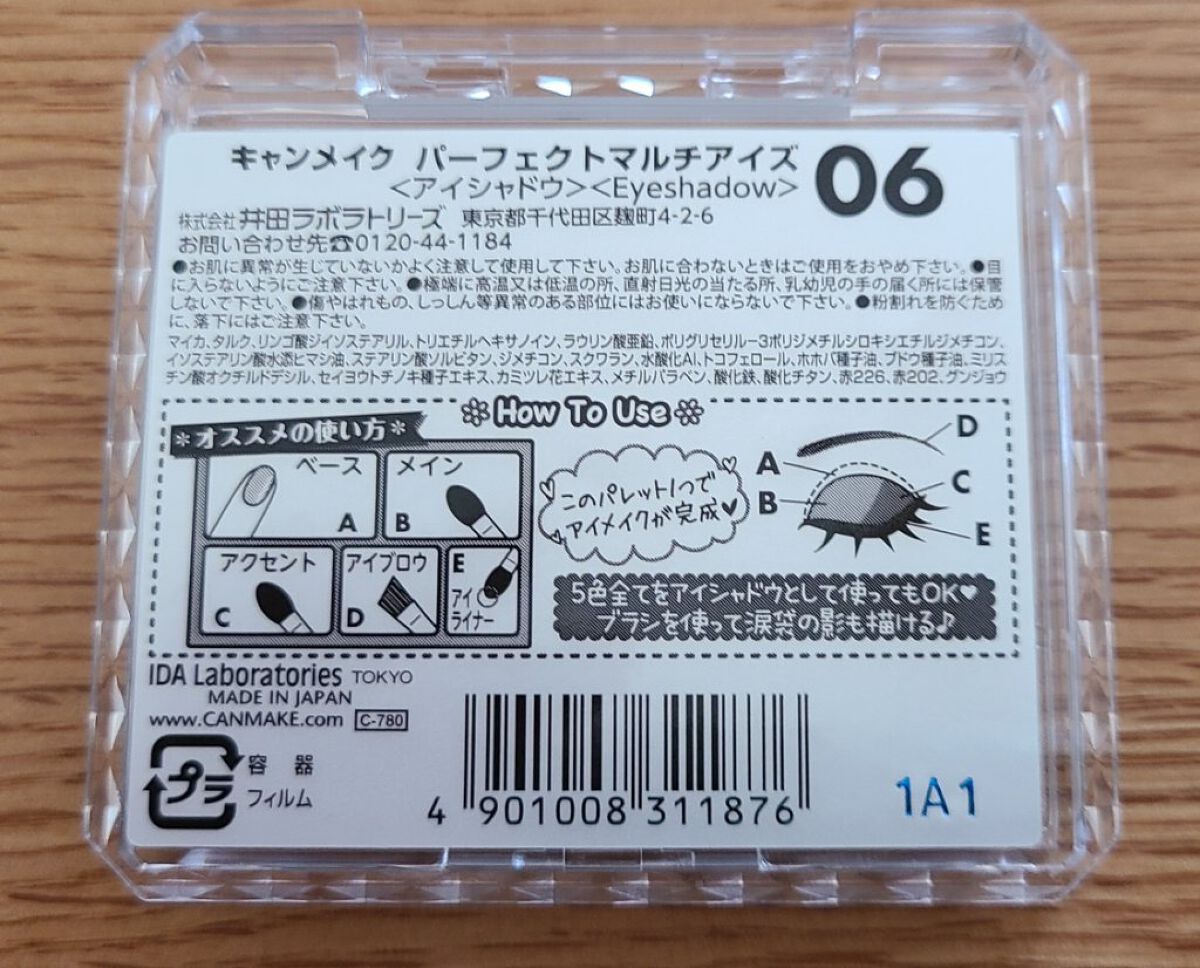 キャンメイク パーフェクトマルチアイズ 06
<アイシャドウ><Eyeshadow>
株式会社 井田ラボラトリーズ 東京都千代田区麹町4-2-6
お問い合わせ先☎0120-44-1184
●お肌に異常が生じていないかよく注意して使用して下さい。お肌に合わないときはご使用をおやめ下さい。●目
に入らないようにご注意下さい。●極端に高温又は低温の所、直射日光の当たる所、乳幼児の手の届く所には保管
しないで下さい。●傷やはれもの、しっしん等異常のある部位にはお使いにならないで下さい。●粉割れを防ぐため
に、落下にはご注意下さい。
マイカ、タルク、リンゴ酸ジイソステアリル、トリエチルヘキサノイン、ラウリン酸亜鉛、ポリグリセリル－3ポリジメチルシロキシエチルジメチコン、
イソステアリン酸水添ヒマシ油、ステアリン酸ソルビタン、ジメチコン、スクワラン、水酸化Al、トコフェロール、ホホバ種子油、ブドウ種子油、ミリス
チン酸オクチルドデシル、セイヨウトチノキ種子エキス、カミツレ花エキス、メチルパラベン、酸化鉄、酸化チタン、赤226、赤202、グンジョウ
How To Use
*オススメの使い方*
ベース
A
メイン
B
アクセント
C
アイブロウ
D
E
アイ
ライナー
このパレット1つで
アイメイクが完成♥
A
B
D
C
E
5色全てをアイシャドウとして使ってもOK♥
ブラシを使って涙袋の影も描ける♪
IDA Laboratories TOKYO
MADE IN JAPAN
www.CANMAKE.com C-780
プラ
容器
フィルム
4 901008 311876
1A1